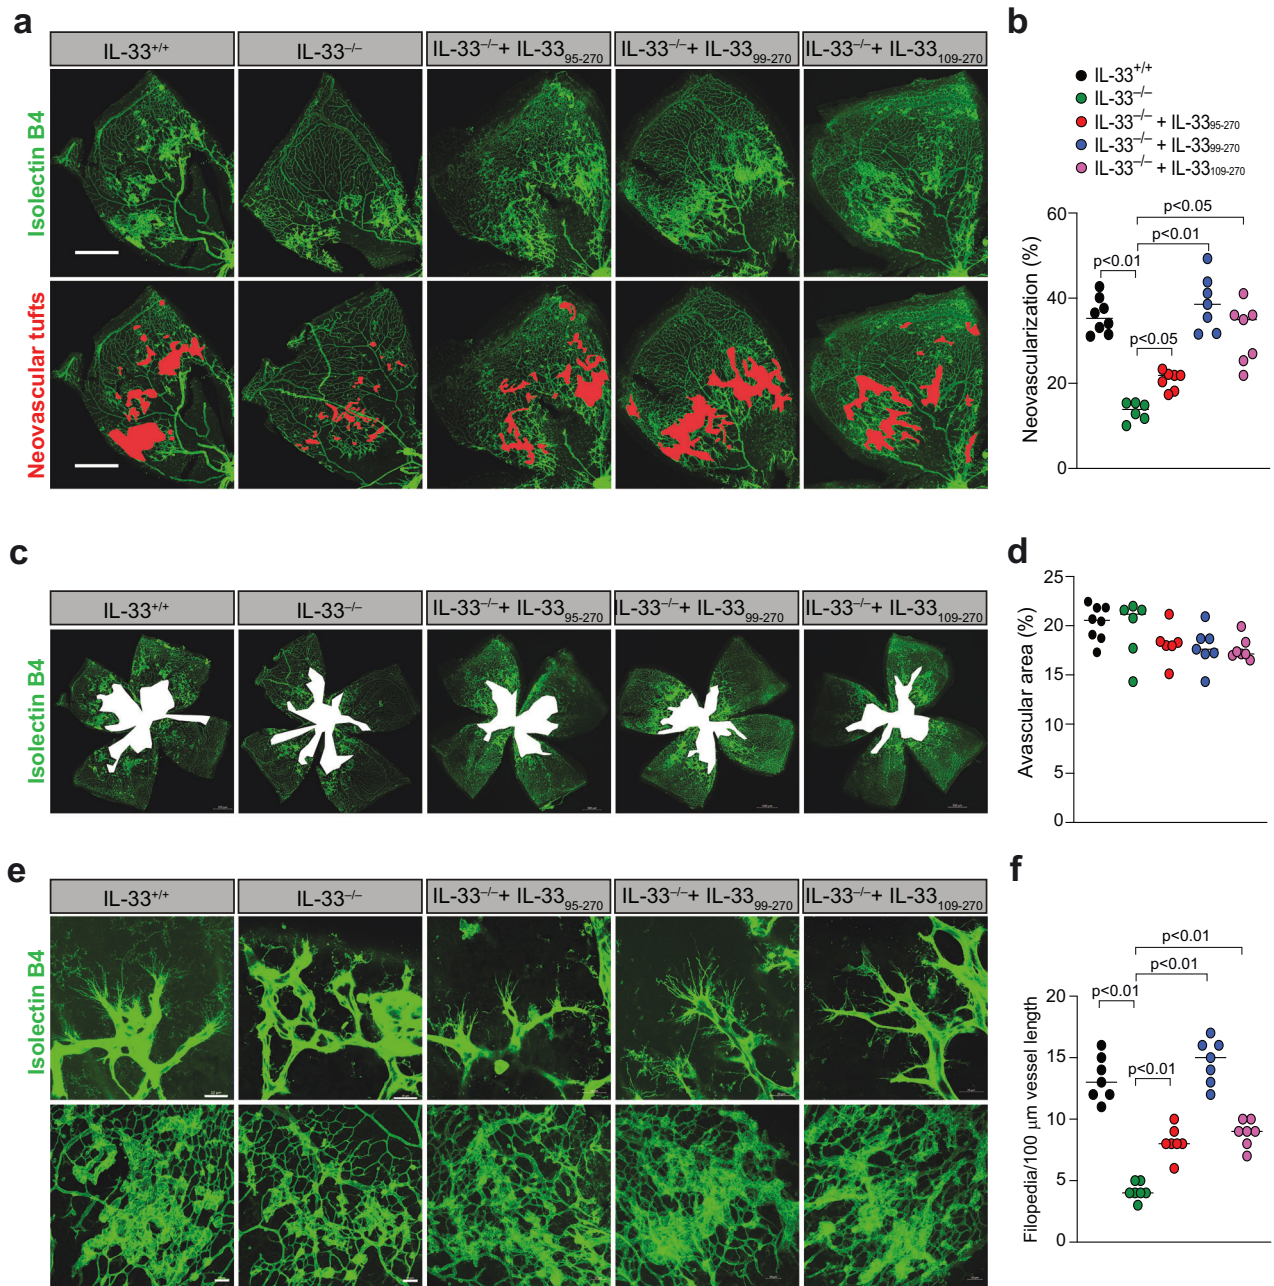 a
IL-33+/+
IL-33−/−
IL-33−/−+ IL-3395-270
IL-33−/−+ IL-3399-270
IL-33−/−+ IL-33109-270
Isolectin B4
Neovascular tufts
b
IL-33+/+
IL-33−/−
IL-33−/− + IL-3395-270
IL-33−/− + IL-3399-270
IL-33−/− + IL-33109-270
Neovascularization (%)
60
40
20
0
p<0.05
p<0.01
p<0.01
p<0.05
c
IL-33+/+
IL-33−/−
IL-33−/−+ IL-3395-270
IL-33−/−+ IL-3399-270
IL-33−/−+ IL-33109-270
Isolectin B4
d
Avascular area (%)
25
20
15
10
5
0
e
IL-33+/+
IL-33−/−
IL-33−/−+ IL-3395-270
IL-33−/−+ IL-3399-270
IL-33−/−+ IL-33109-270
Isolectin B4
f
Filopedia/100 μm vessel length
20
15
10
5
0
p<0.01
p<0.01
p<0.01
p<0.01